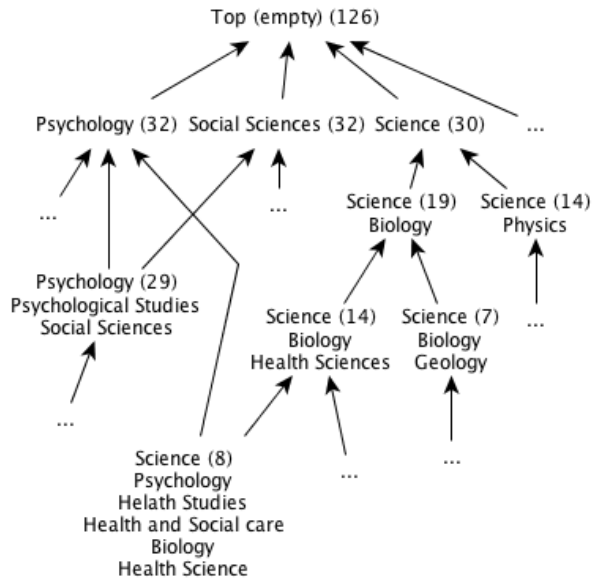 Top (empty) (126)
Psychology (32) Social Sciences (32) Science (30) ...
... ...
Science (19) Science (14)
Biology Physics
Psychology (29)
Psychological Studies
Social Sciences
Science (14) Science (7) ...
Biology Biology
Health Sciences Geology
...
Science (8) ... ...
Psychology
Helath Studies
Health and Social care
Biology
Health Science